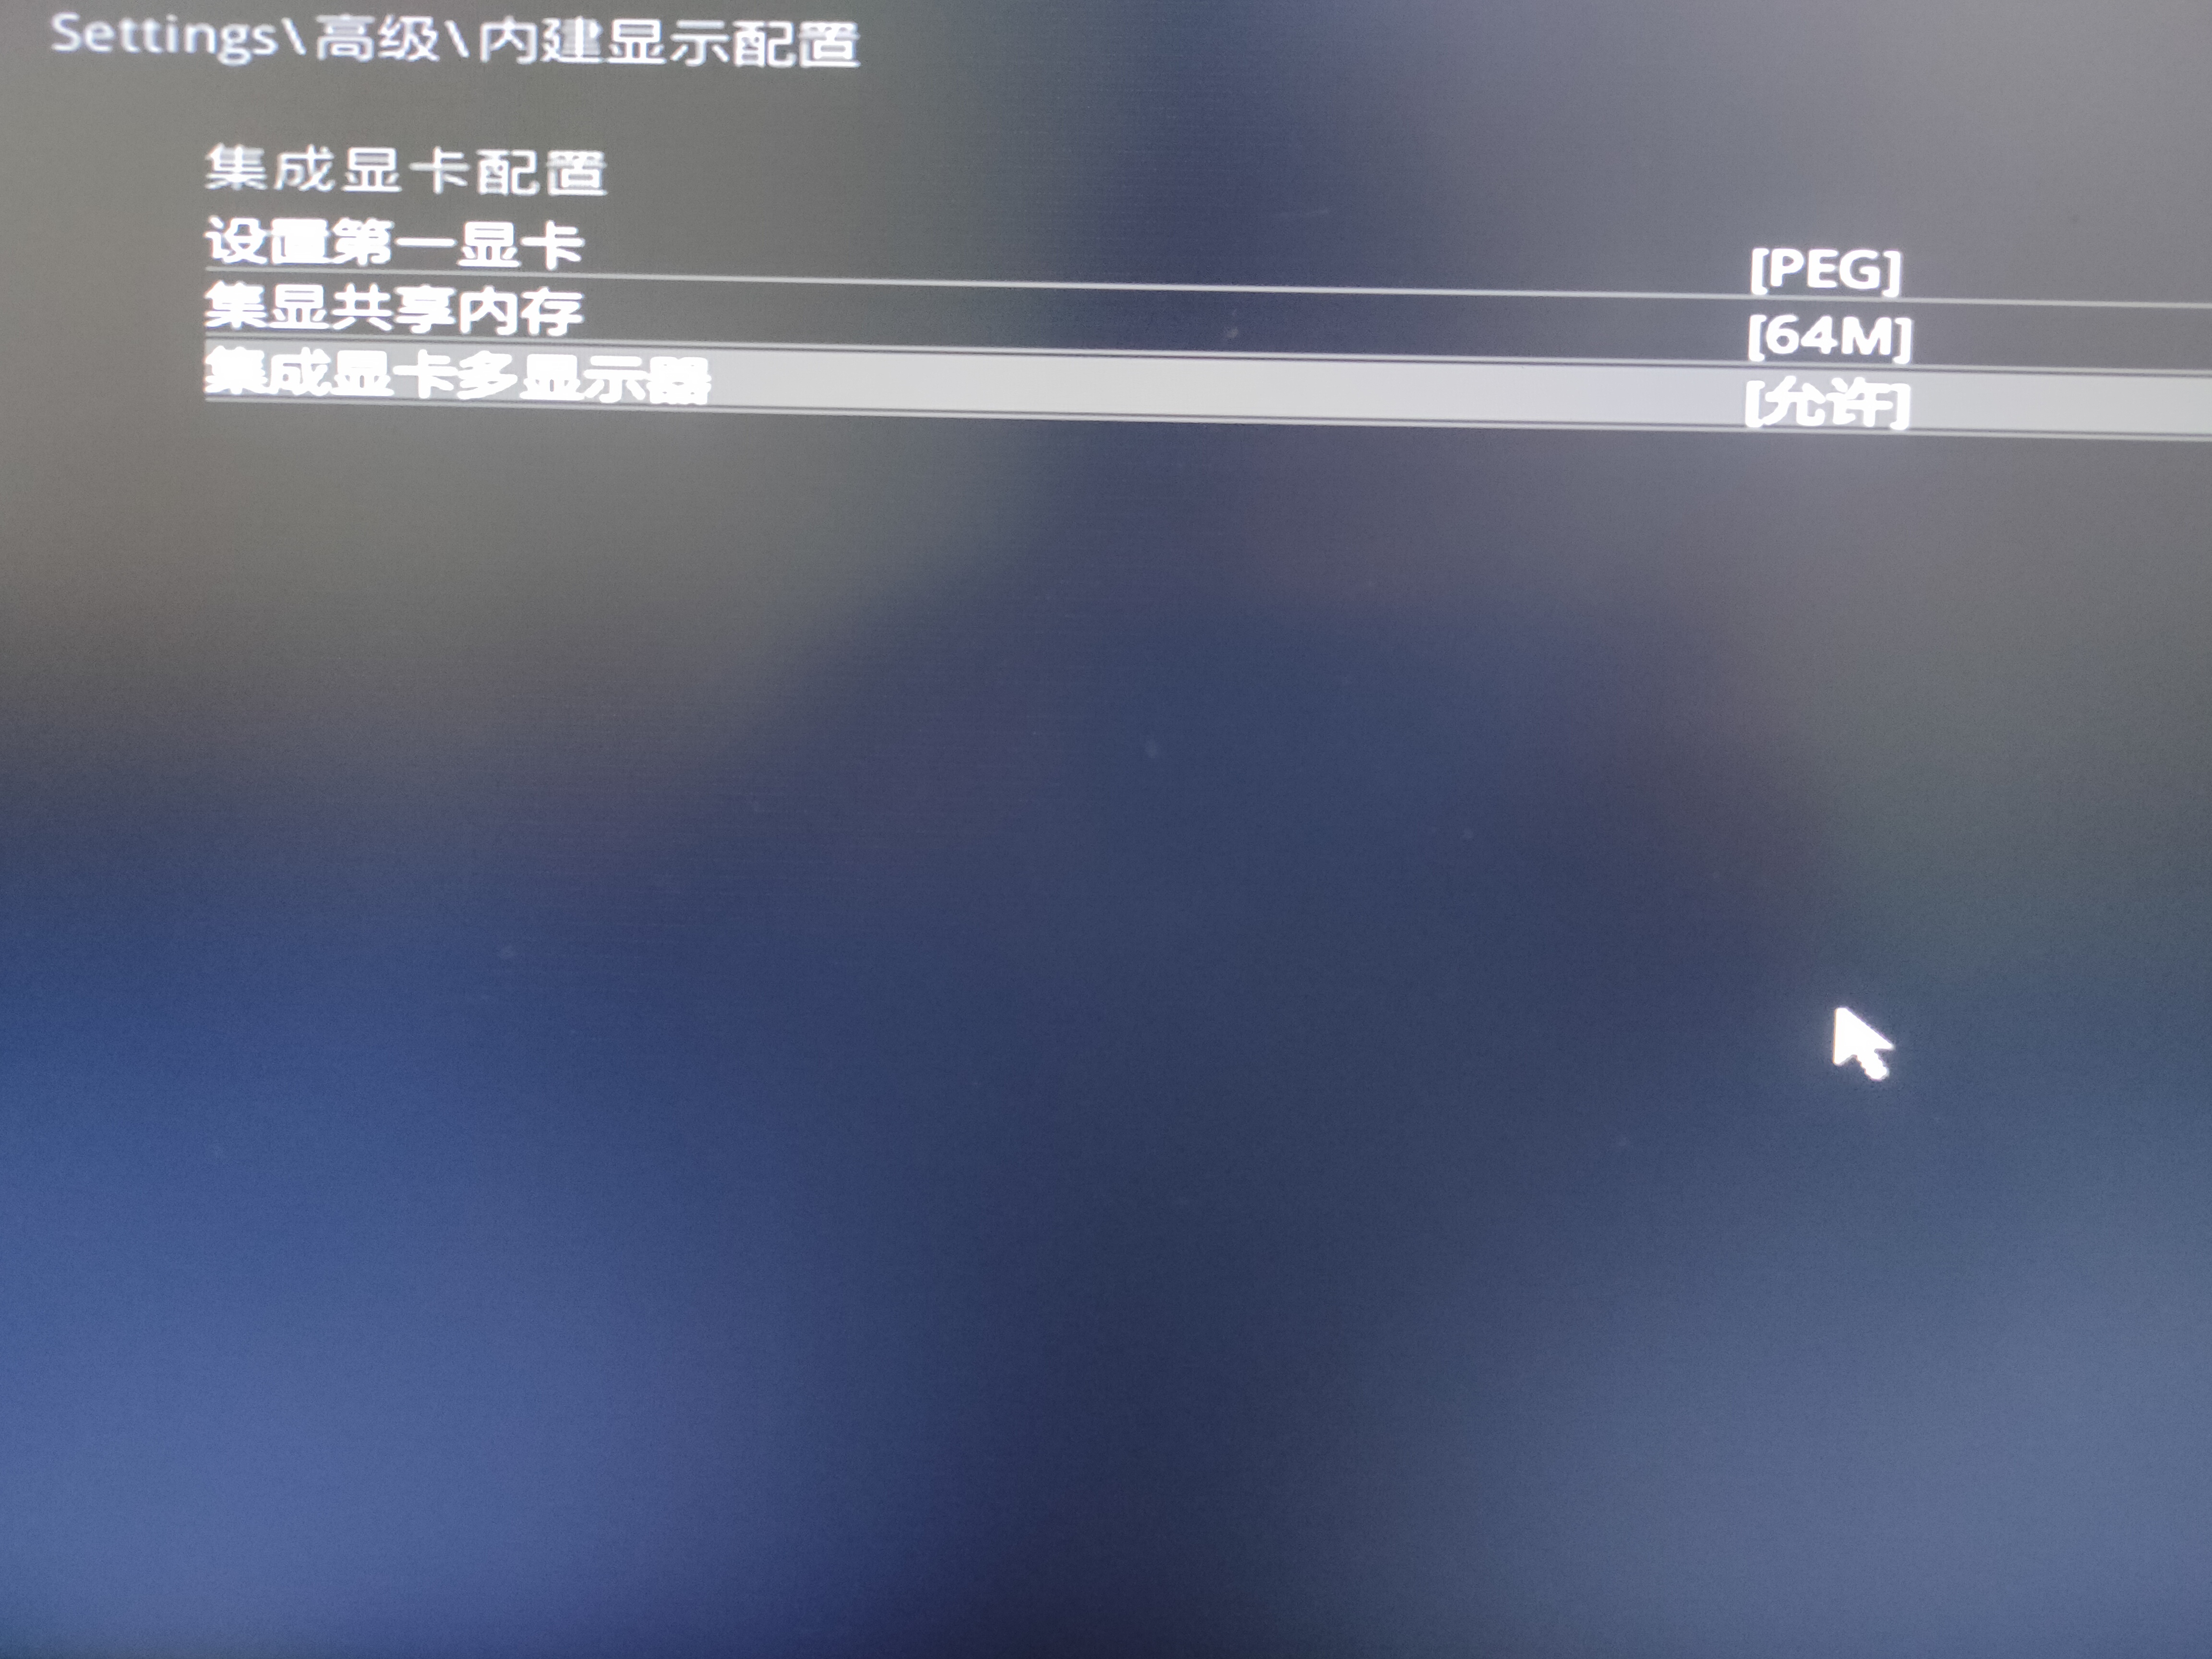 Settings\高级\内建显示配置
集成显卡配置
设置第一显卡 [PEG]
集显共享内存 [64M]
集成显卡多显示器 [允许]